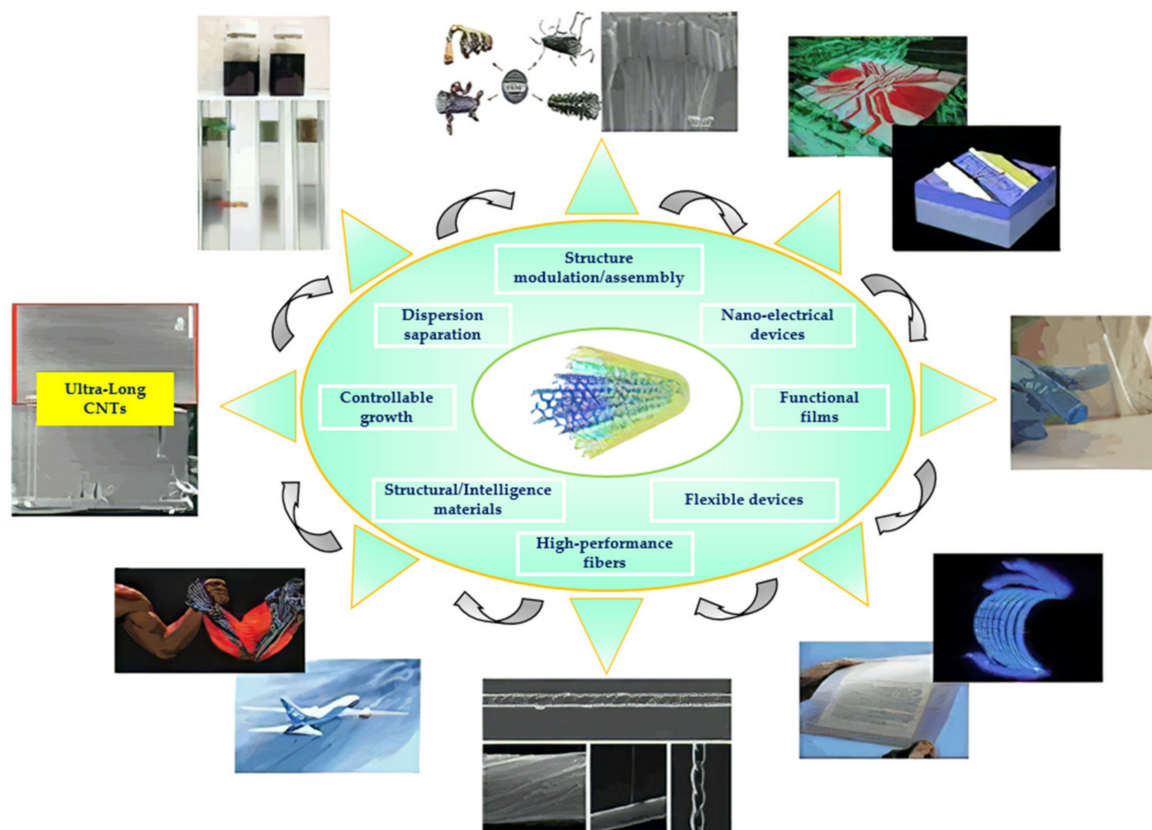 Structure
modulation/assenmbly
Dispersion
saparation
Nano-electrical
devices
Ultra-Long
CNTs
Controllable
growth
Functional
films
Structural/Intelligence
materials
Flexible devices
High-performance
fibers